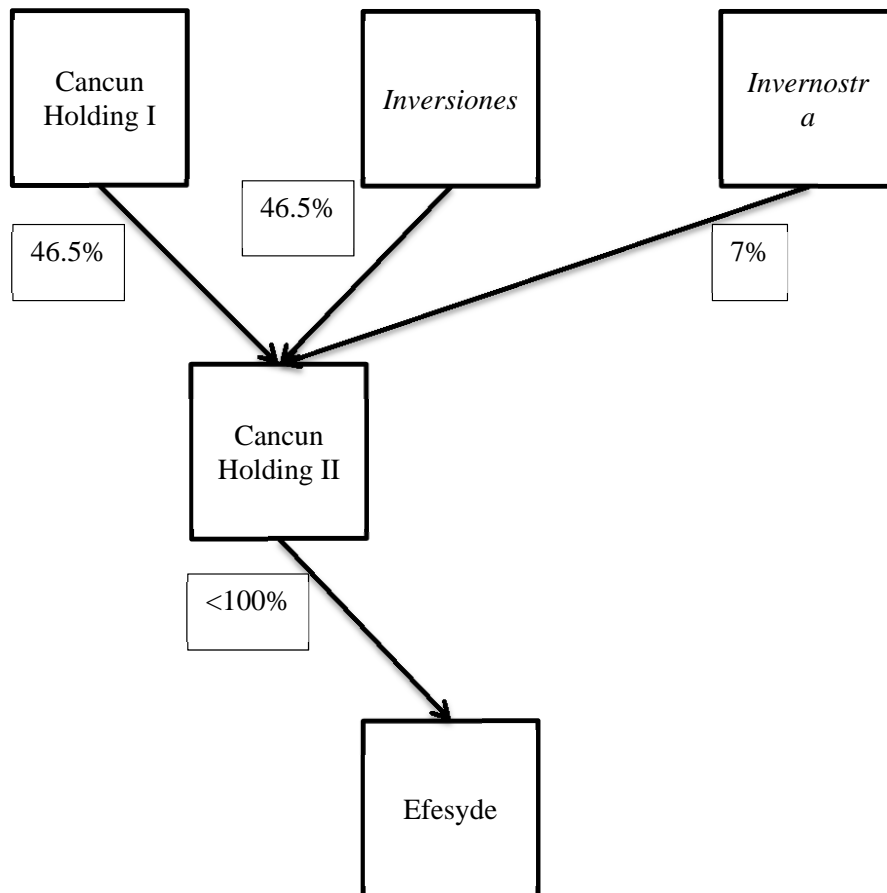 Cancun
Holding I
Inversiones
Invernostr
a
46.5%
46.5%
7%
Cancun
Holding II
<100%
Efesyde